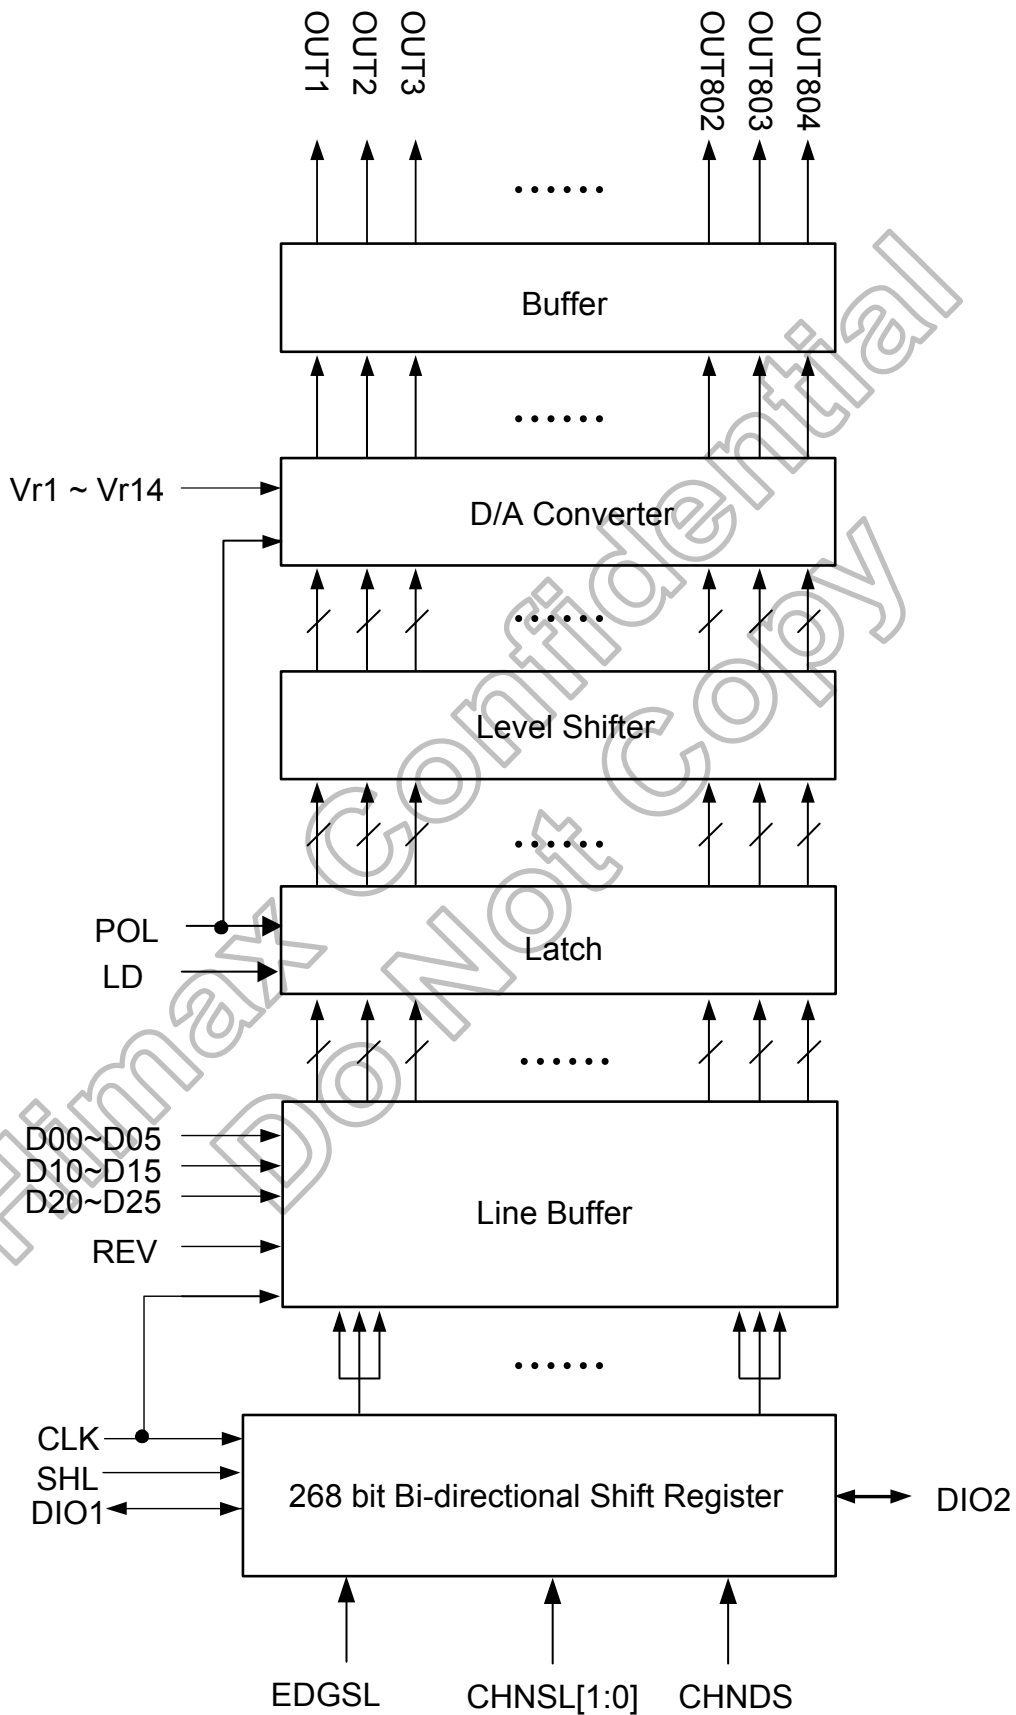 OUT1
OUT2
OUT3
OUT802
OUT803
OUT804
Buffer
Vr1 ~ Vr14
D/A Converter
Level Shifter
POL
LD
Latch
D00~D05
D10~D15
D20~D25
REV
Line Buffer
CLK
SHL
DIO1
268 bit Bi-directional Shift Register
DIO2
EDGSL
CHNSL[1:0]
CHNDS
Himax Confidential
Do Not Copy